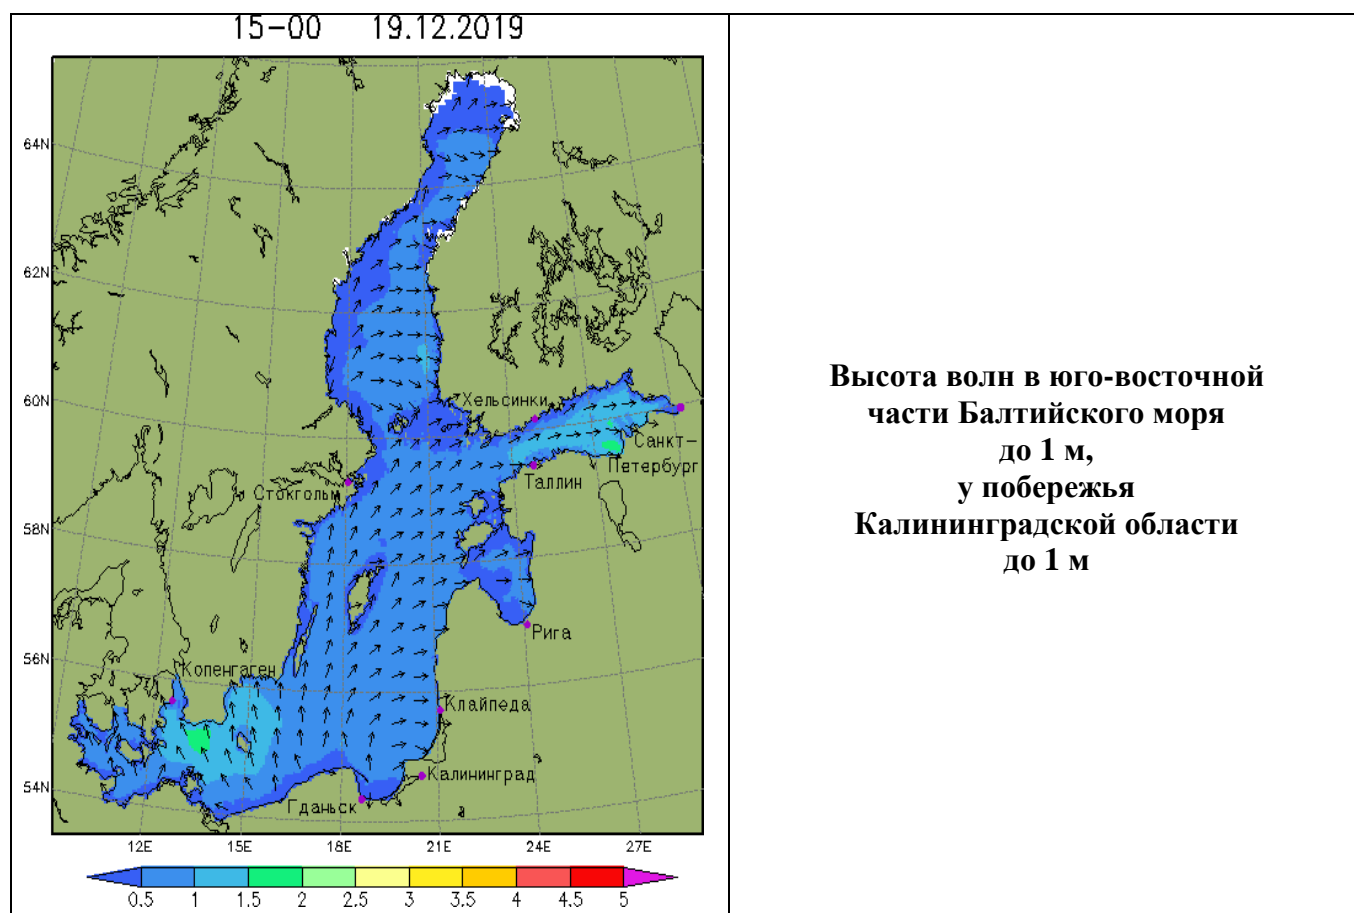 15-00 19.12.2019
64N
62N
60N
58N
56N
54N
Хельсинки
Санкт-
Петербург
Таллин
Стокгольм
Рига
Копенгаген
Клайпеда
Калининград
Гданьск
12E 15E 18E 21E 24E 27E
0,5 1 1,5 2 2,5 3 3,5 4 4,5 5
Высота волн в юго-восточной
части Балтийского моря
до 1 м,
у побережья
Калининградской области
до 1 м